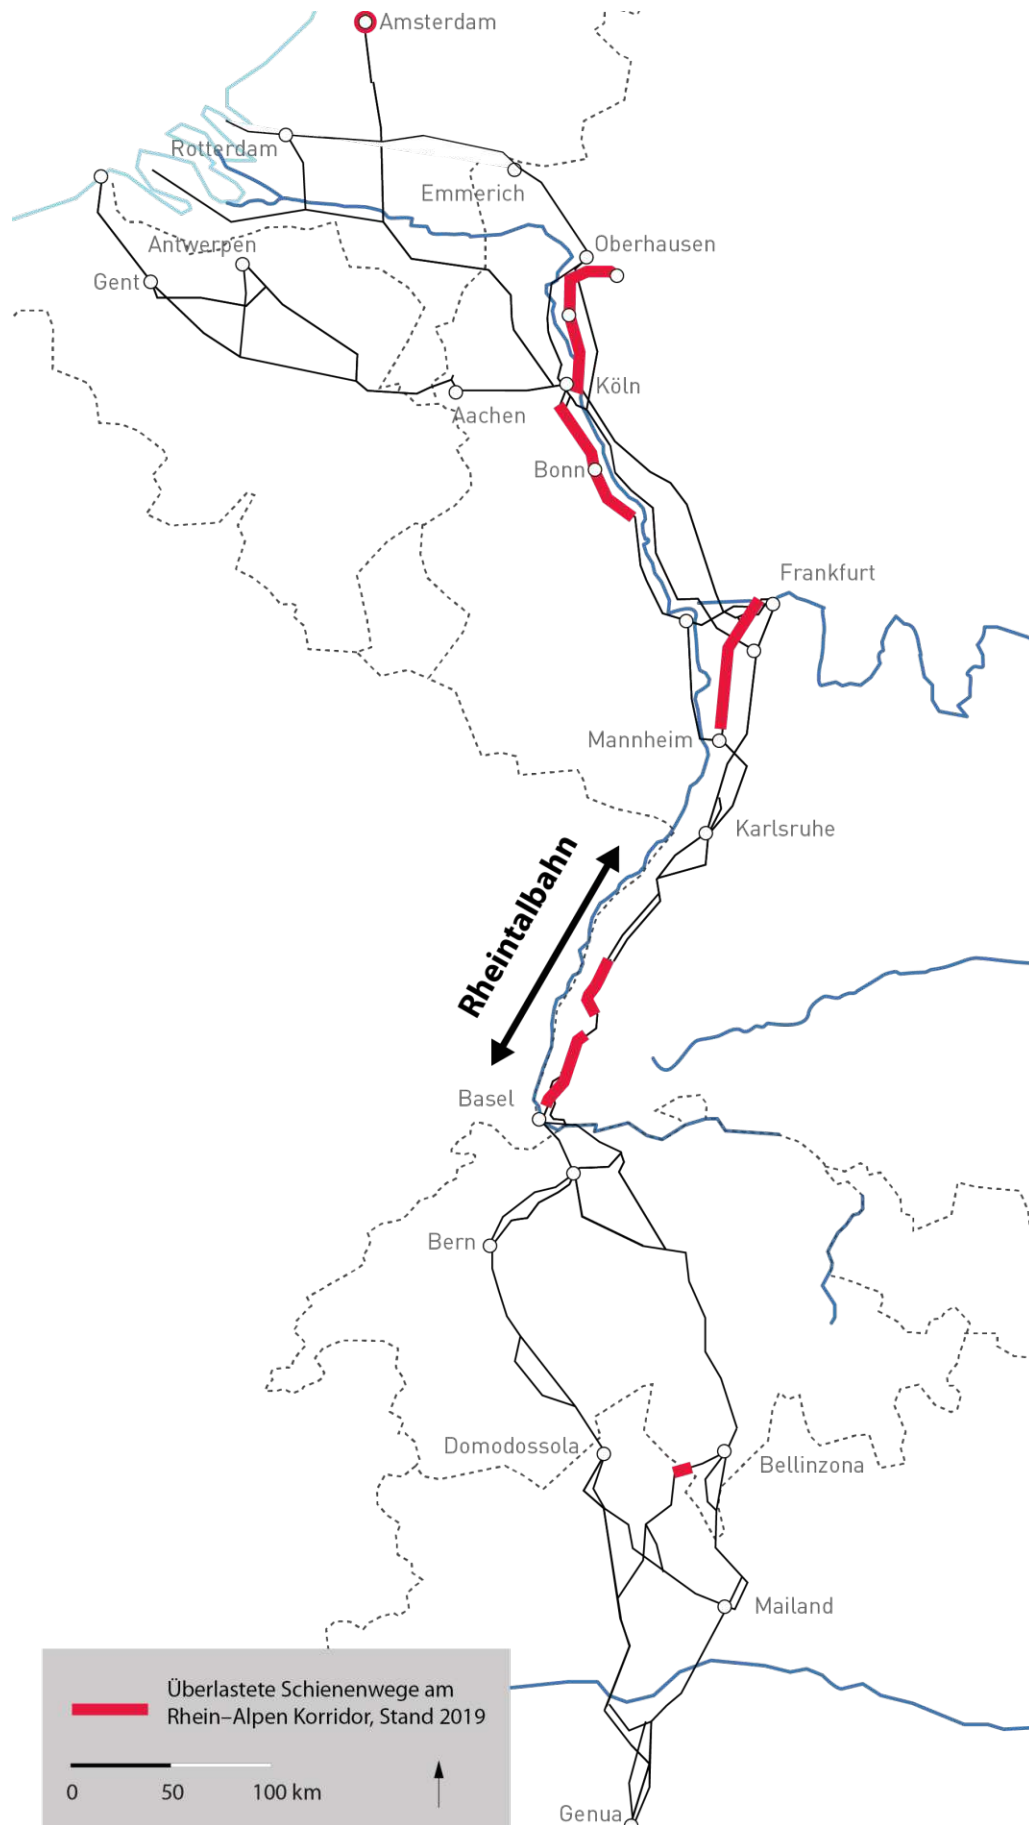 Amsterdam
Rotterdam
Emmerich
Antwerpen
Oberhausen
Gent
Köln
Aachen
Bonn
Frankfurt
Mannheim
Karlsruhe
Rheintalbahn
Basel
Bern
Domodossola
Bellinzona
Mailand
Überlastete Schienenwege am
Rhein–Alpen Korridor, Stand 2019
0 50 100 km
Genua